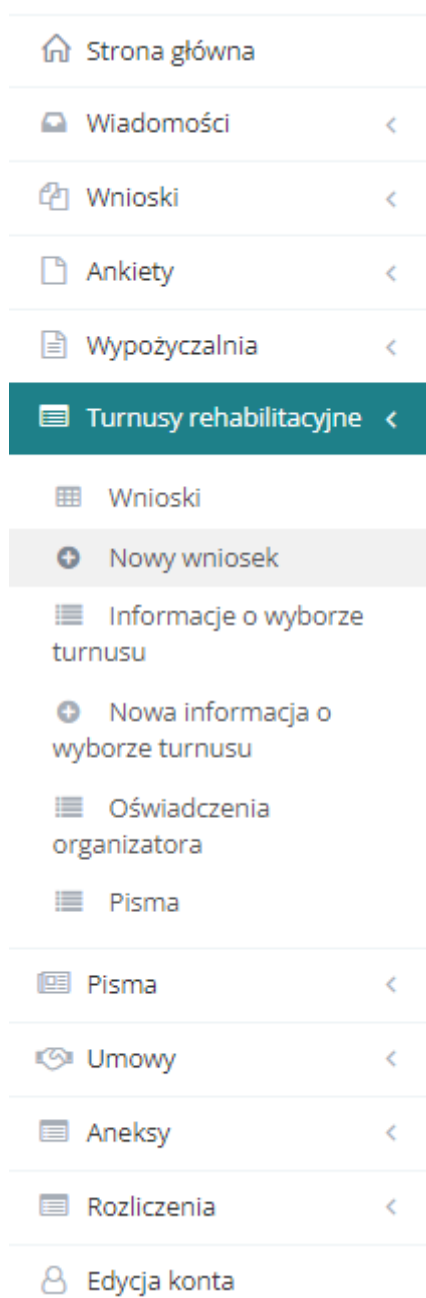 Strona główna
Wiadomości
Wnioski
Ankiety
Wypożyczalnia
Turnusy rehabilitacyjne
Wnioski
Nowy wniosek
Informacje o wyborze
turnusu
Nowa informacja o
wyborze turnusu
Oświadczenia
organizatora
Pisma
Pisma
Umowy
Aneksy
Rozliczenia
Edycja konta